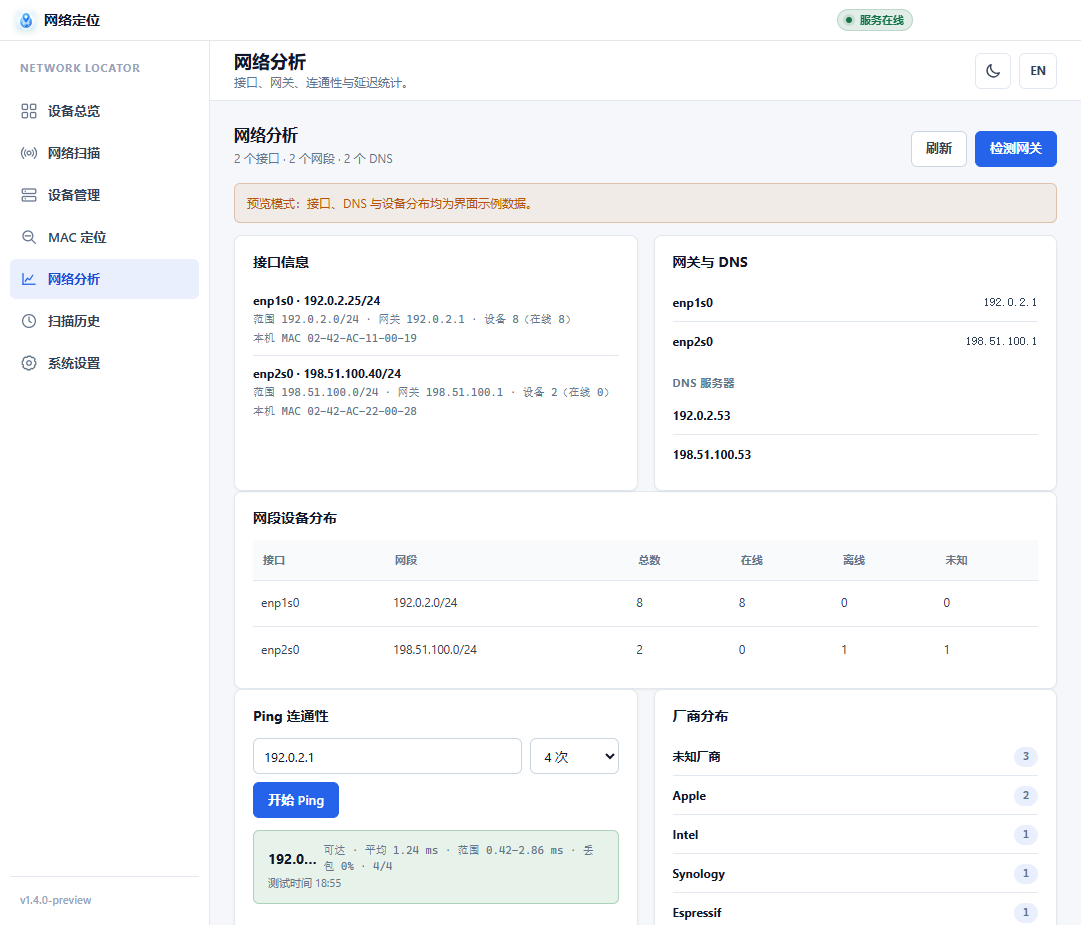 网络定位
服务在线
NETWORK LOCATOR
设备总览
网络扫描
设备管理
MAC 定位
网络分析
扫描历史
系统设置
v1.4.0-preview
网络分析
接口、网关、连通性与延迟统计。
EN
网络分析
2 个接口 · 2 个网段 · 2 个 DNS
刷新
检测网关
预览模式：接口、DNS 与设备分布均为界面示例数据。
接口信息
enp1s0 · 192.0.2.25/24
范围 192.0.2.0/24 · 网关 192.0.2.1 · 设备 8（在线 8）
本机 MAC 02-42-AC-11-00-19
enp2s0 · 198.51.100.40/24
范围 198.51.100.0/24 · 网关 198.51.100.1 · 设备 2（在线 0）
本机 MAC 02-42-AC-22-00-28
网关与 DNS
enp1s0 192.0.2.1
enp2s0 198.51.100.1
DNS 服务器
192.0.2.53
198.51.100.53
网段设备分布
接口 网段 总数 在线 离线 未知
enp1s0 192.0.2.0/24 8 8 0 0
enp2s0 198.51.100.0/24 2 0 1 1
Ping 连通性
192.0.2.1
4 次
开始 Ping
192.0...
可达 · 平均 1.24 ms · 范围 0.42–2.86 ms · 丢
包 0% · 4/4
测试时间 18:55
厂商分布
未知厂商 3
Apple 2
Intel 1
Synology 1
Espressif 1